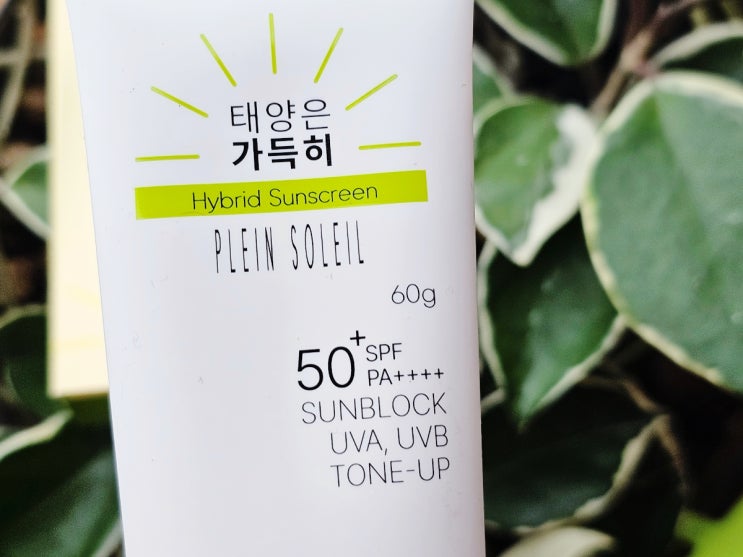 태양은
가득히
Hybrid Sunscreen
PLEIN SOLEIL
60g
50+ SPF
PA++++
SUNBLOCK
UVA, UVB
TONE-UP